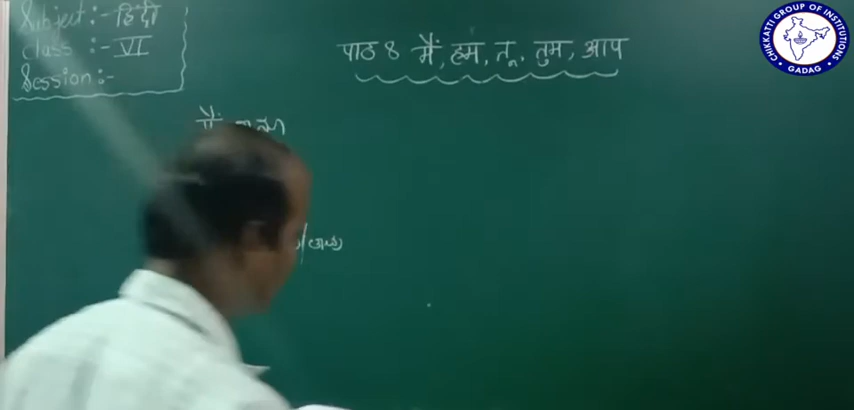 Subject:- हिंदी
class :- VI
Session:-
पाठ 8 मैं, हम, तू, तुम, आप
मैं
CHIKKATTI GROUP OF INSTITUTIONS
GADAG